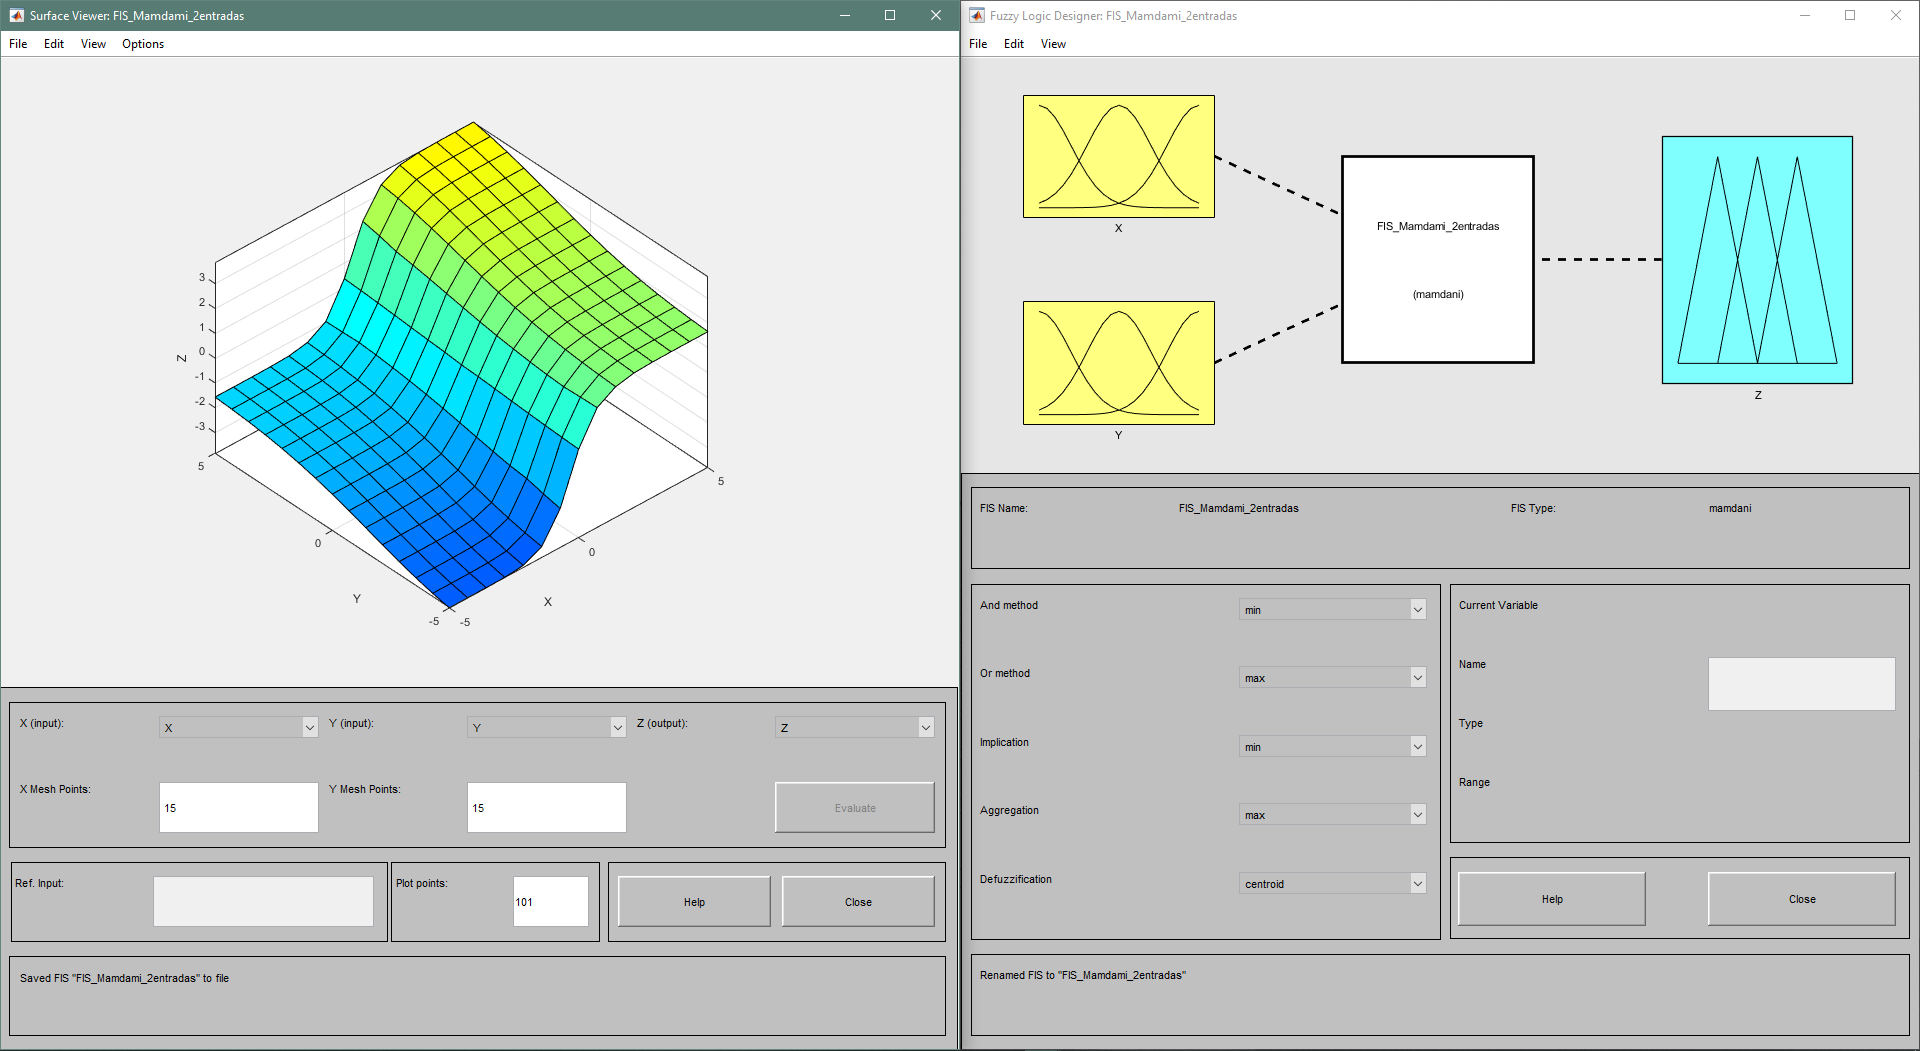 Surface Viewer: FIS_Mamdami_2entradas
File Edit View Options
3
2
1
0
-1
-2
-3
Z
5
0
-5
Y
5
0
-5
X
X (input):
X
Y (input):
Y
Z (output):
Z
X Mesh Points:
15
Y Mesh Points:
15
Evaluate
Ref. Input:
Plot points:
101
Help
Close
Saved FIS "FIS_Mamdami_2entradas" to file
Fuzzy Logic Designer: FIS_Mamdami_2entradas
File Edit View
X
Y
FIS_Mamdami_2entradas
(mamdani)
Z
FIS Name:
FIS_Mamdami_2entradas
FIS Type:
mamdani
And method
min
Or method
max
Implication
min
Aggregation
max
Defuzzification
centroid
Current Variable
Name
Type
Range
Help
Close
Renamed FIS to "FIS_Mamdami_2entradas"